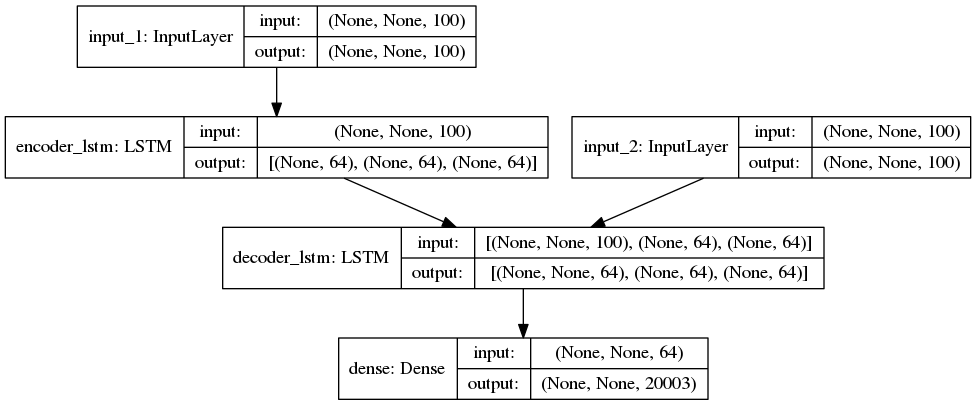 input_1: InputLayer
input: (None, None, 100)
output: (None, None, 100)
encoder_lstm: LSTM
input: (None, None, 100)
output: [(None, 64), (None, 64), (None, 64)]
input_2: InputLayer
input: (None, None, 100)
output: (None, None, 100)
decoder_lstm: LSTM
input: [(None, None, 100), (None, 64), (None, 64)]
output: [(None, None, 64), (None, 64), (None, 64)]
dense: Dense
input: (None, None, 64)
output: (None, None, 20003)